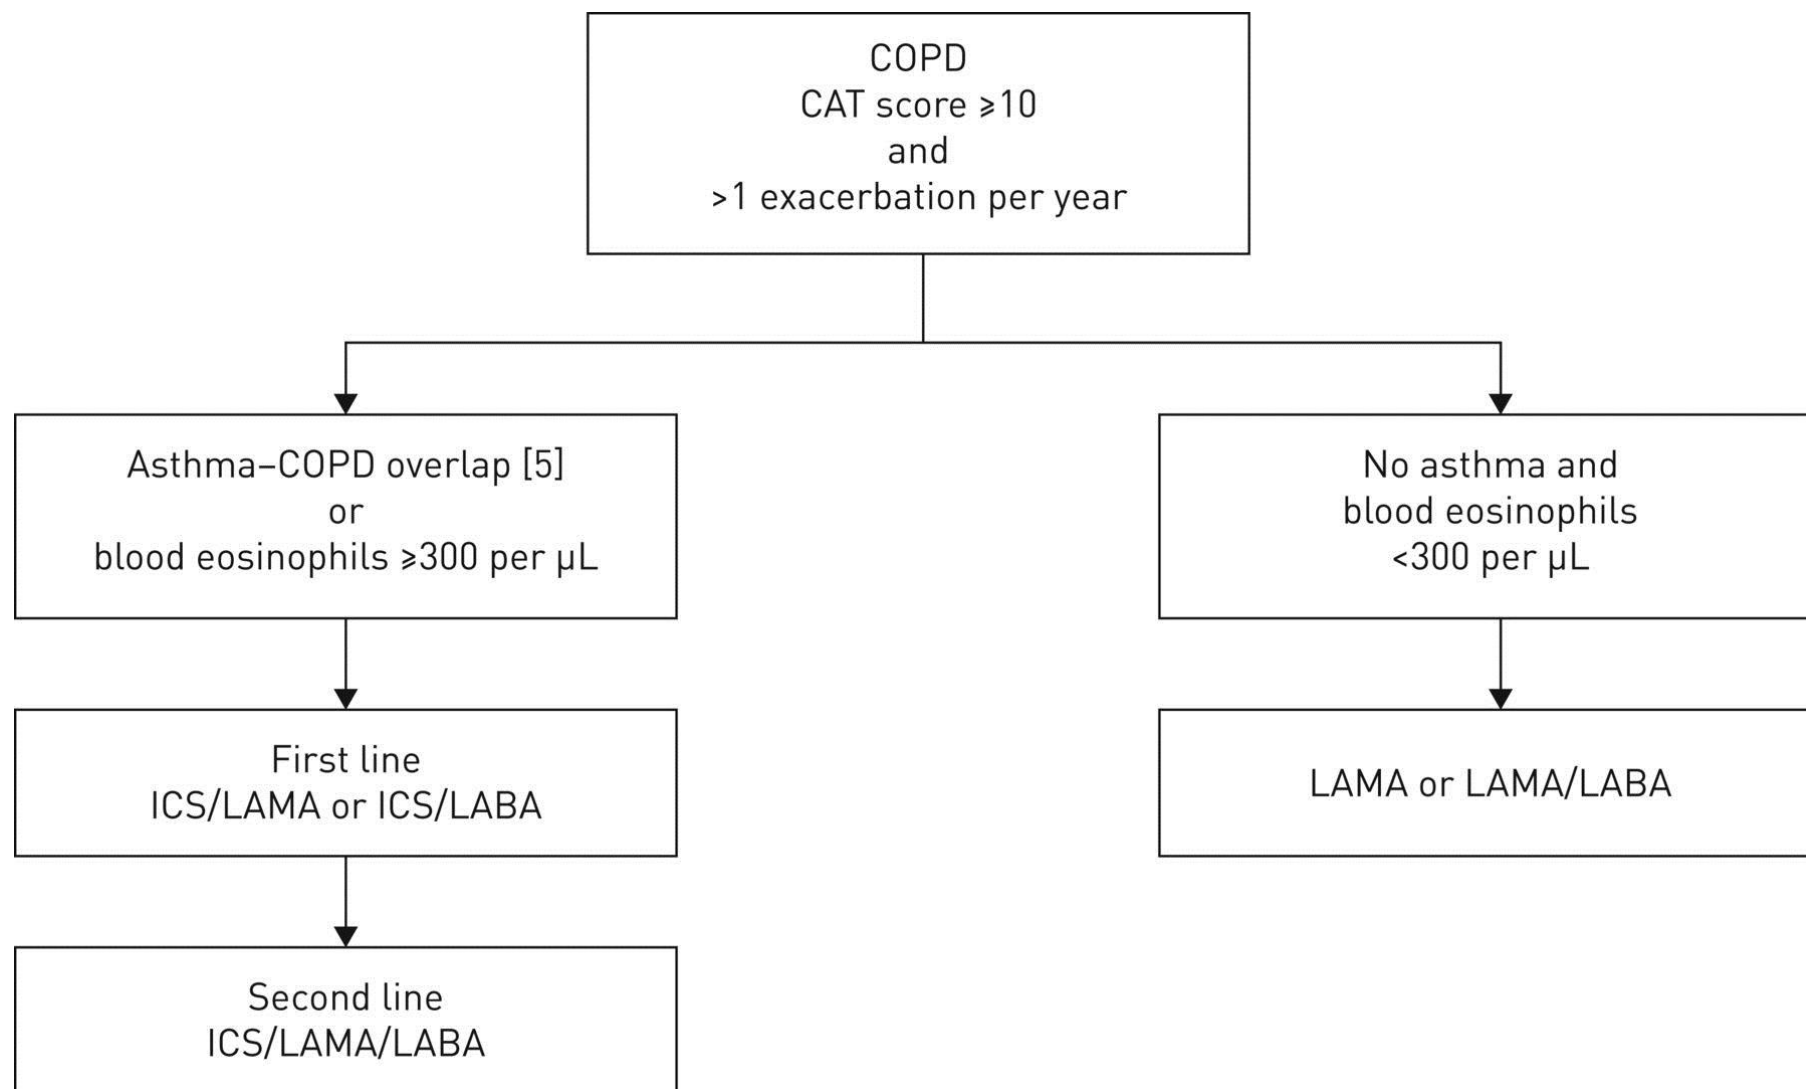 COPD
CAT score ⩾10
and
>1 exacerbation per year
Asthma–COPD overlap [5]
or
blood eosinophils ⩾300 per µL
No asthma and
blood eosinophils
<300 per µL
First line
ICS/LAMA or ICS/LABA
LAMA or LAMA/LABA
Second line
ICS/LAMA/LABA